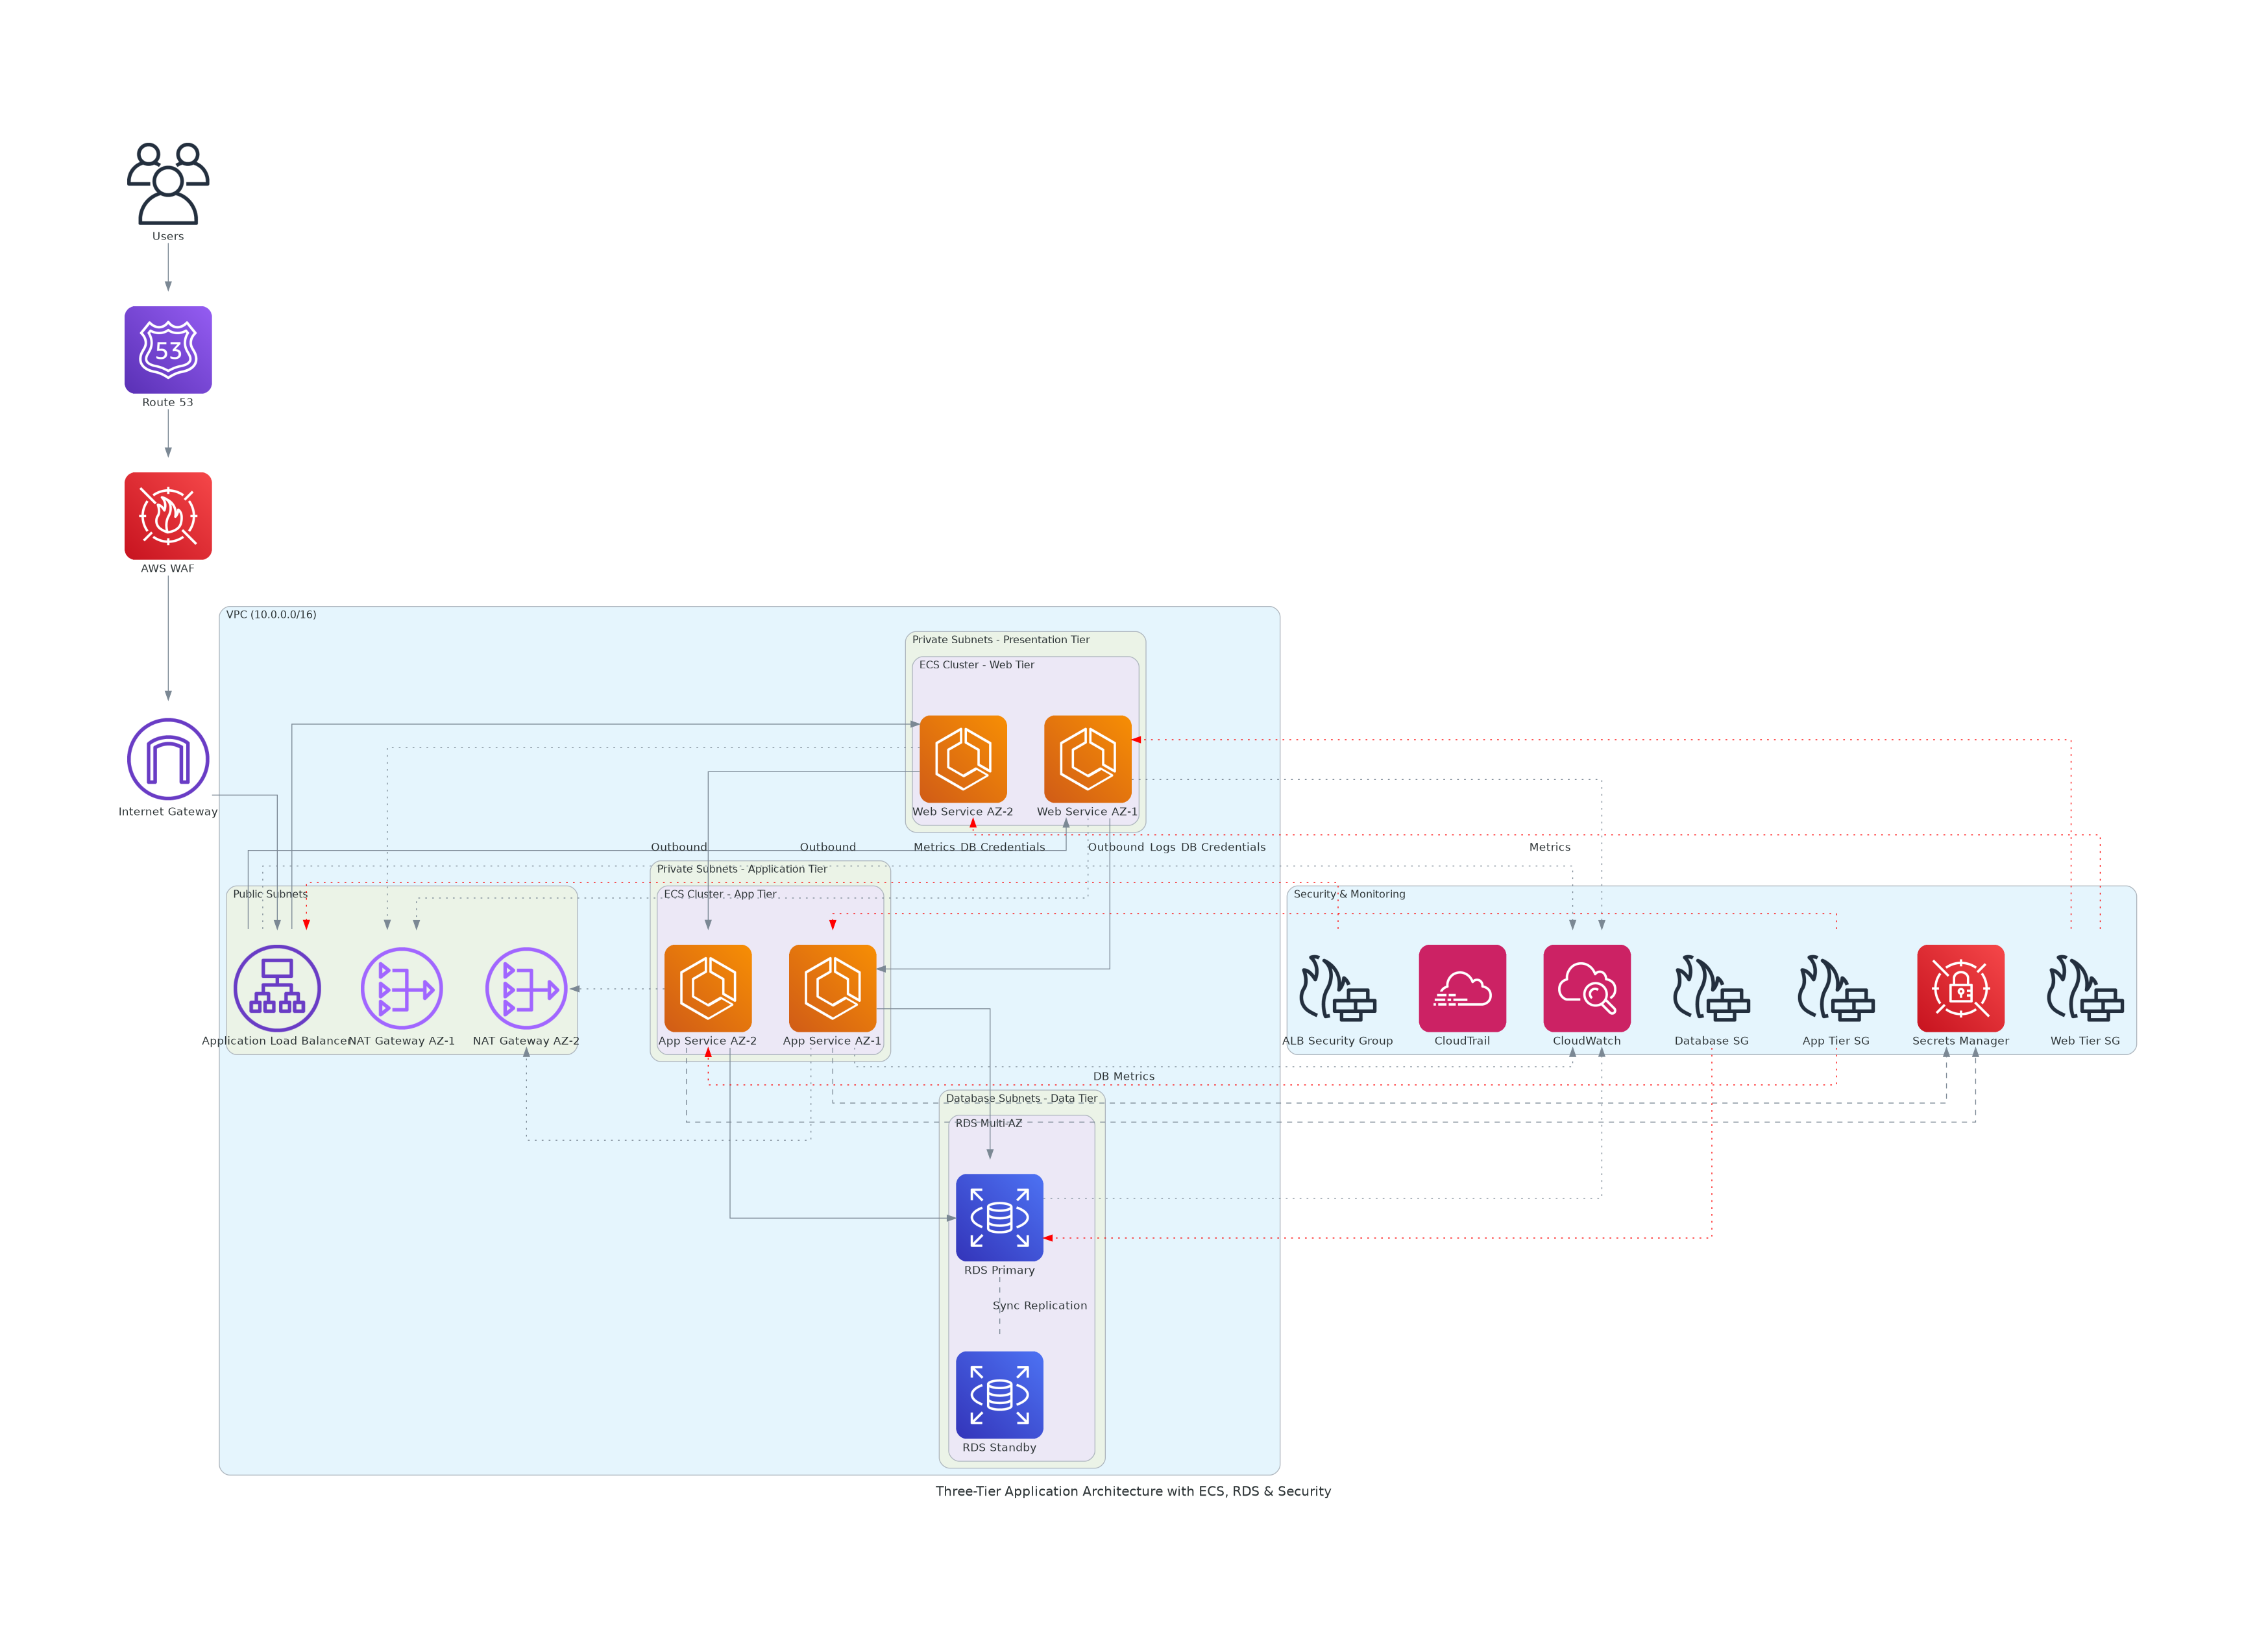 Users
53
Route 53
AWS WAF
VPC (10.0.0.0/16)
Private Subnets - Presentation Tier
ECS Cluster - Web Tier
Internet Gateway
Web Service AZ-2
Web Service AZ-1
Outbound
Outbound
Metrics
DB Credentials
Outbound
Logs
DB Credentials
Metrics
Private Subnets - Application Tier
Public Subnets
ECS Cluster - App Tier
Security & Monitoring
Application Load Balancer
NAT Gateway AZ-1
NAT Gateway AZ-2
App Service AZ-2
App Service AZ-1
ALB Security Group
CloudTrail
CloudWatch
Database SG
App Tier SG
Secrets Manager
Web Tier SG
DB Metrics
Database Subnets - Data Tier
RDS Multi-AZ
RDS Primary
Sync Replication
RDS Standby
Three-Tier Application Architecture with ECS, RDS & Security